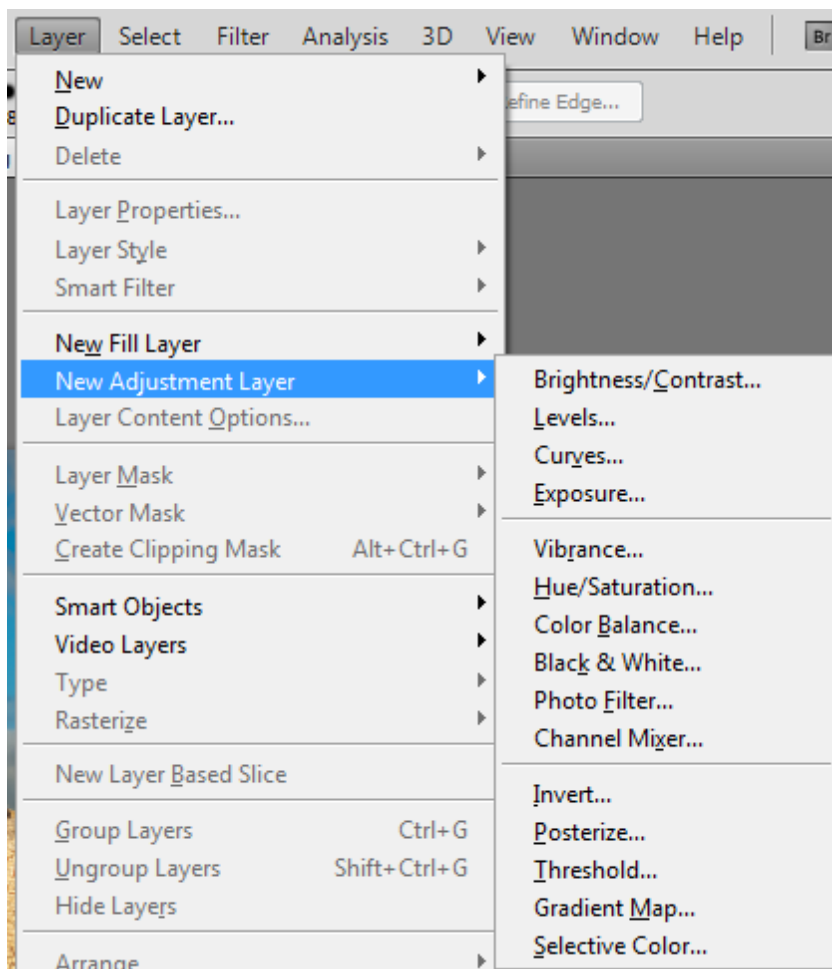 Layer Select Filter Analysis 3D View Window Help Br
New
efine Edge...
Duplicate Layer...
Delete
Layer Properties...
Layer Style
Smart Filter
New Fill Layer
New Adjustment Layer
Layer Content Options...
Layer Mask
Vector Mask
Create Clipping Mask Alt+Ctrl+G
Smart Objects
Video Layers
Type
Rasterize
New Layer Based Slice
Group Layers Ctrl+G
Ungroup Layers Shift+Ctrl+G
Hide Layers
Arrange
Brightness/Contrast...
Levels...
Curves...
Exposure...
Vibrance...
Hue/Saturation...
Color Balance...
Black & White...
Photo Filter...
Channel Mixer...
Invert...
Posterize...
Threshold...
Gradient Map...
Selective Color...